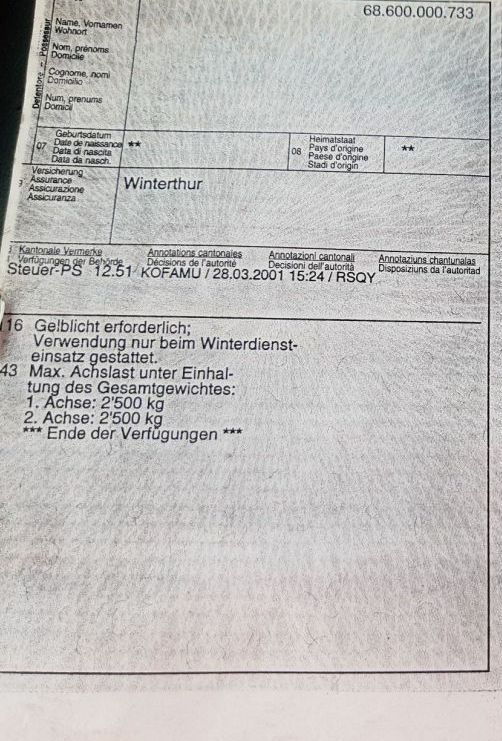 68.600.000.733
Detentore - Possessur
Name, Vornamen
Wohnort
Nom, prénoms
Domicile
Cognome, nomi
Domicilio
Num, prenums
Domicil
07 Geburtsdatum
Date de naissance **
Data di nascita
Data da nasch.
08 Heimatstaat
Pays d'origine **
Paese d'origine
Stadi d'origin
Versicherung
Assurance
Assicurazione
Assicuranza
Winterthur
Kantonale Vermerke Annotations cantonales Annotazioni cantonali Annotaziuns chantunalas
Verfügungen der Behörde Décisions de l'autorité Decisioni dell'autorità Disposiziuns da l'autoritad
Steuer-PS 12.51 KOFAMU / 28.03.2001 15:24 / RSQY
116 Gelblicht erforderlich;
Verwendung nur beim Winterdienst-
einsatz gestattet.
43 Max. Achslast unter Einhal-
tung des Gesamtgewichtes:
1. Achse: 2'500 kg
2. Achse: 2'500 kg
*** Ende der Verfügungen ***